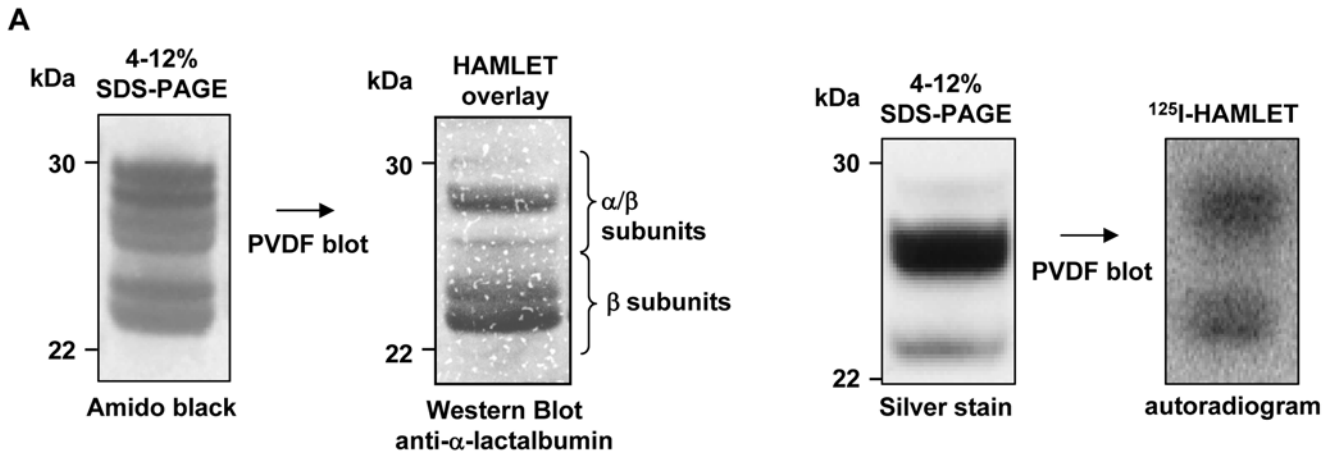 A
4-12%
SDS-PAGE
kDa
30
22
Amido black
PVDF blot
HAMLET
overlay
kDa
30
22
α/β
subunits
β subunits
Western Blot
anti-α-lactalbumin
4-12%
SDS-PAGE
kDa
30
22
Silver stain
PVDF blot
¹²⁵I-HAMLET
autoradiogram